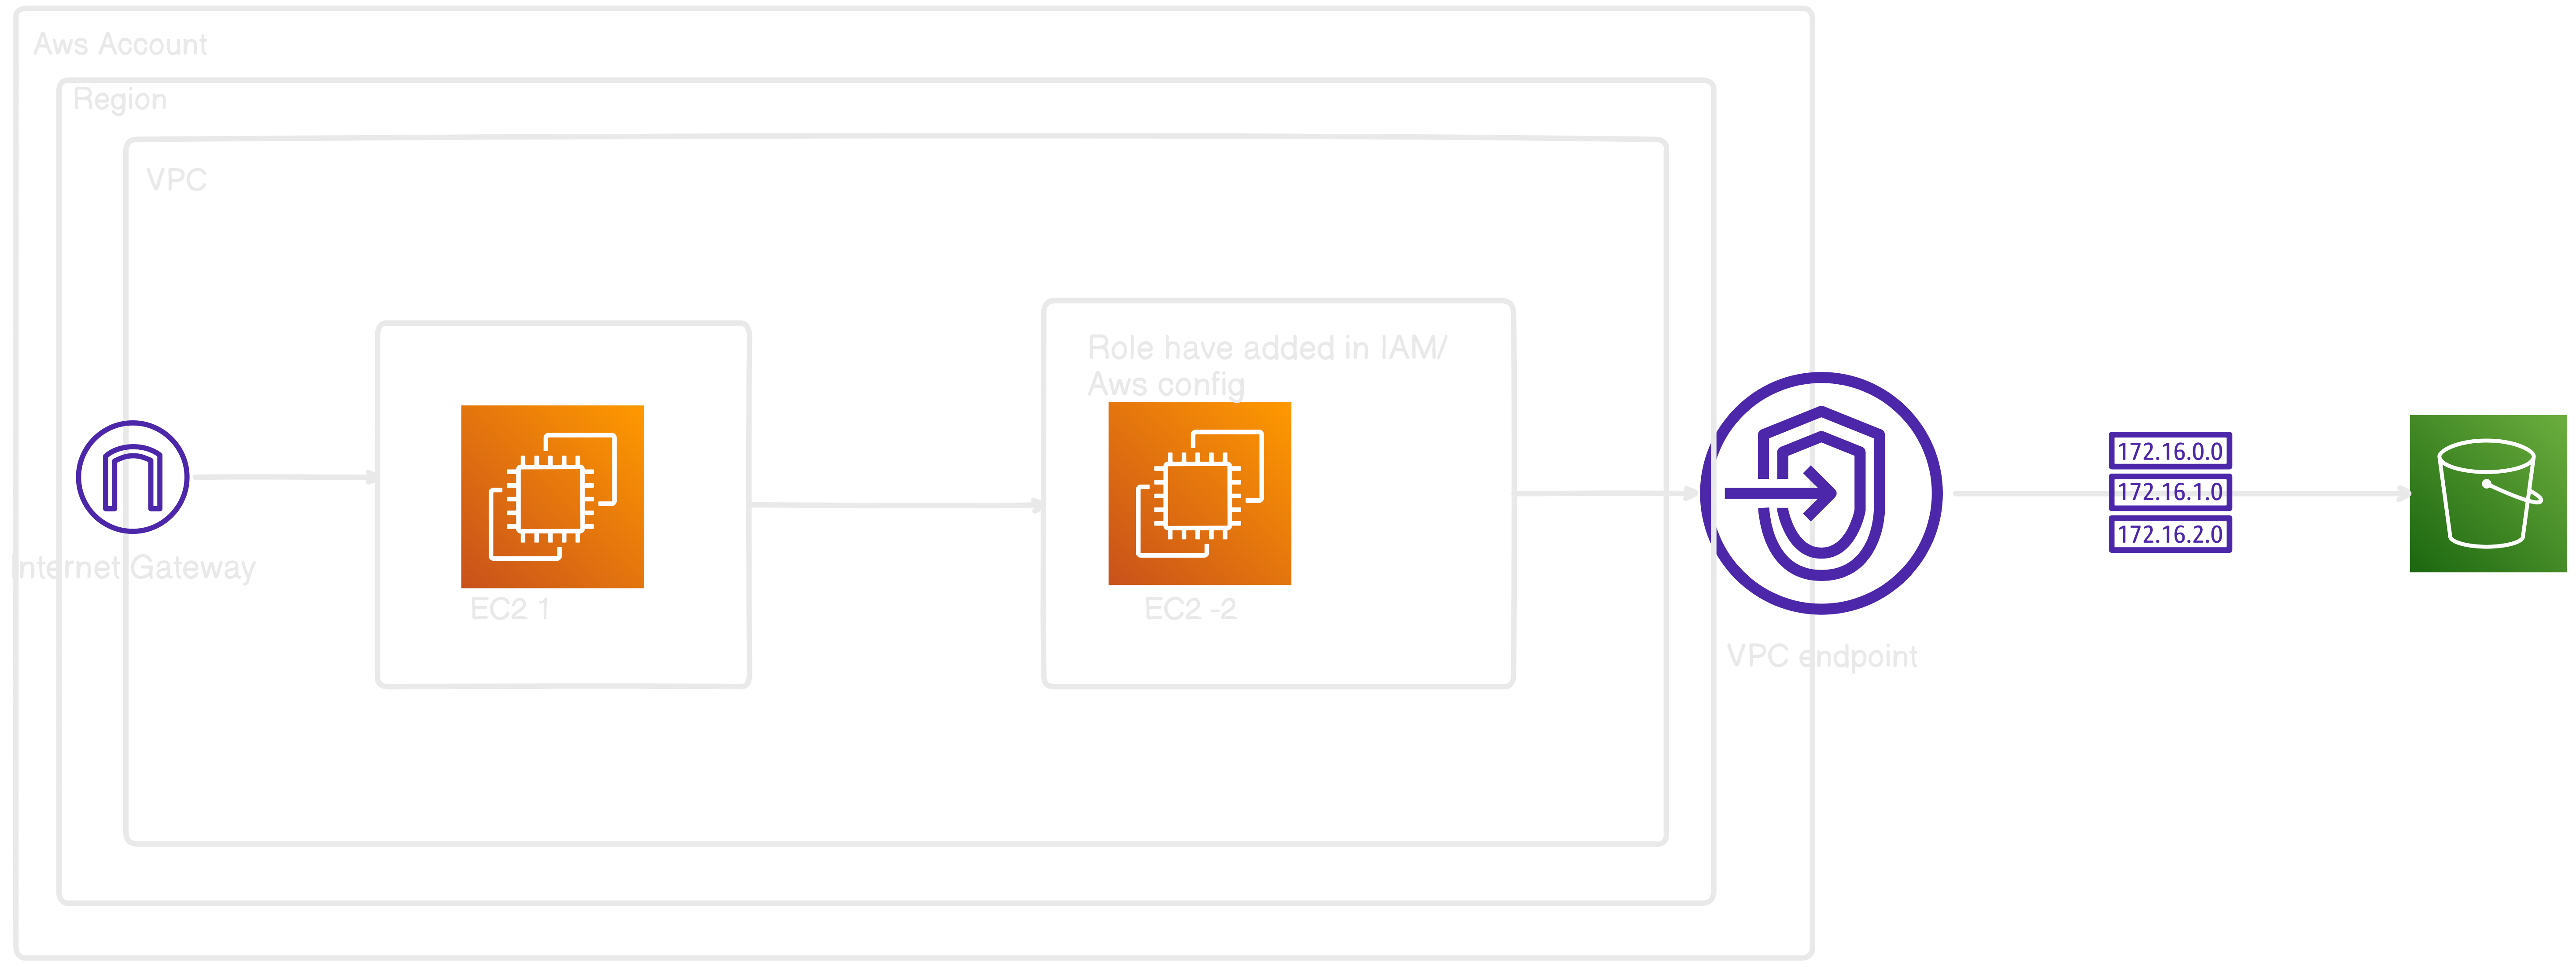 Aws Account
Region
VPC
Role have added in IAM/
Aws config
172.16.0.0
172.16.1.0
172.16.2.0
Internet Gateway
EC2 1
EC2 -2
VPC endpoint